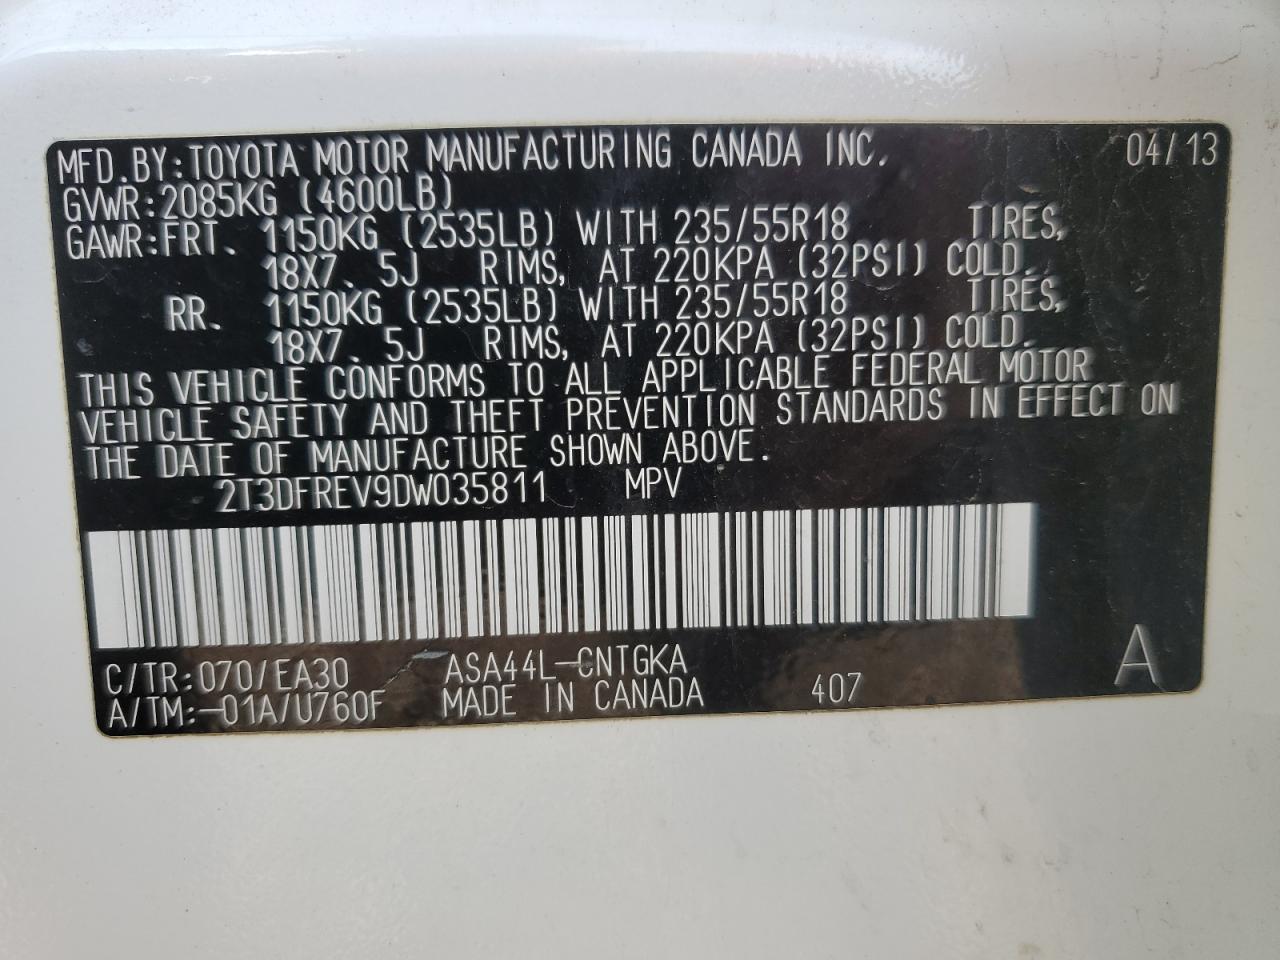 MFD.BY:TOYOTA MOTOR MANUFACTURING CANADA INC. 04/13
GVWR:2085KG (4600LB)
GAWR:FRT. 1150KG (2535LB) WITH 235/55R18 TIRES,
18X7.5J RIMS, AT 220KPA (32PSI) COLD.
RR. 1150KG (2535LB) WITH 235/55R18 TIRES,
18X7.5J RIMS, AT 220KPA (32PSI) COLD.
THIS VEHICLE CONFORMS TO ALL APPLICABLE FEDERAL MOTOR
VEHICLE SAFETY AND THEFT PREVENTION STANDARDS IN EFFECT ON
THE DATE OF MANUFACTURE SHOWN ABOVE.
2T3DFREV9DW035811 MPV
C/TR:070/EA30 ASA44L-CNTGKA
A/TM:-01A/U760F MADE IN CANADA 407 A